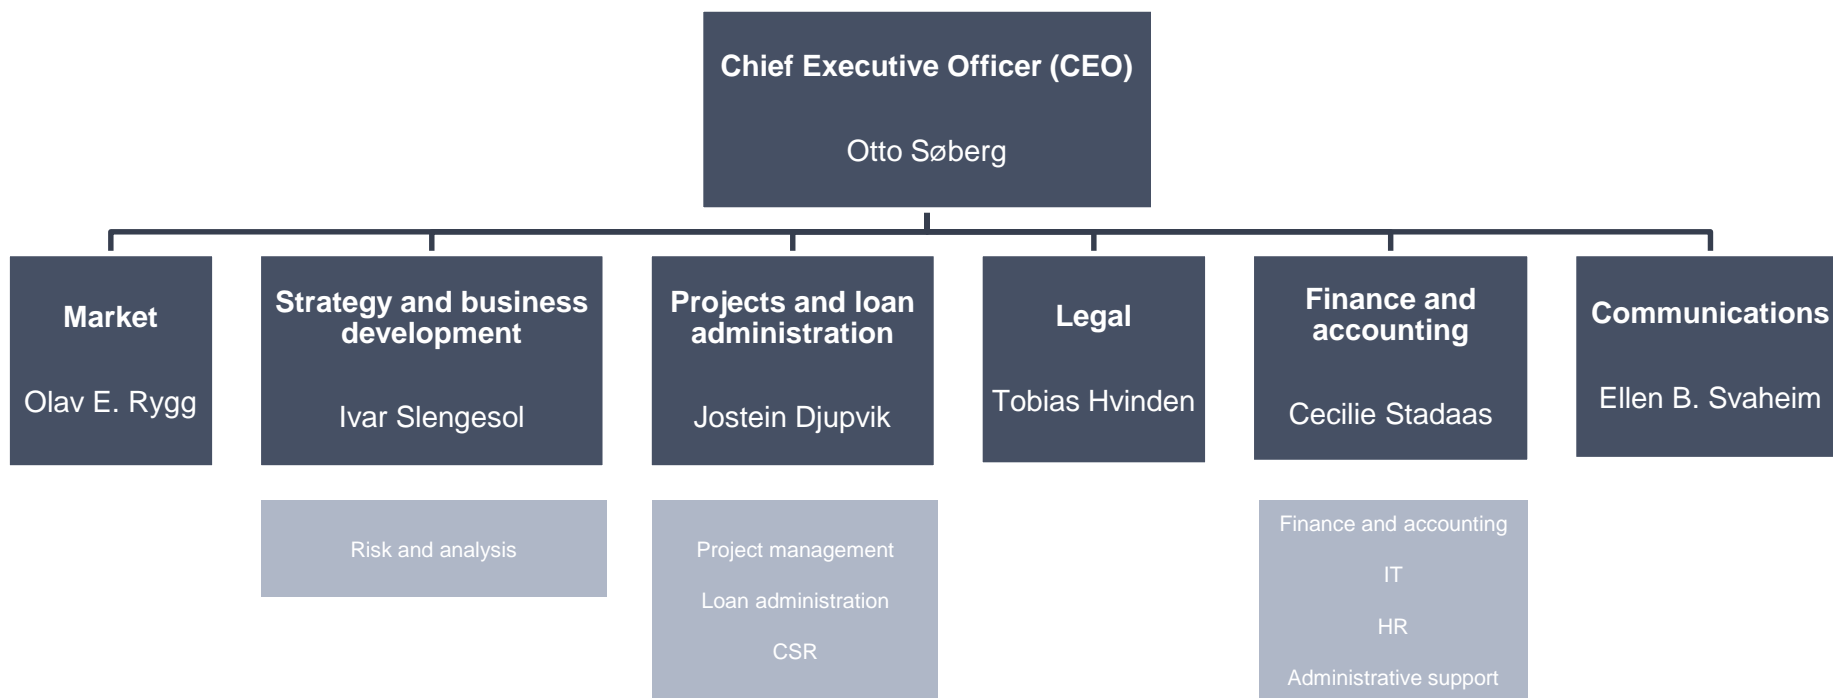 Chief Executive Officer (CEO)
Otto Søberg
Market
Olav E. Rygg
Strategy and business
development
Ivar Slengesol
Projects and loan
administration
Jostein Djupvik
Legal
Tobias Hvinden
Finance and
accounting
Cecilie Stadaas
Communications
Ellen B. Svaheim
Risk and analysis
Project management
Loan administration
CSR
Finance and accounting
IT
HR
Administrative support